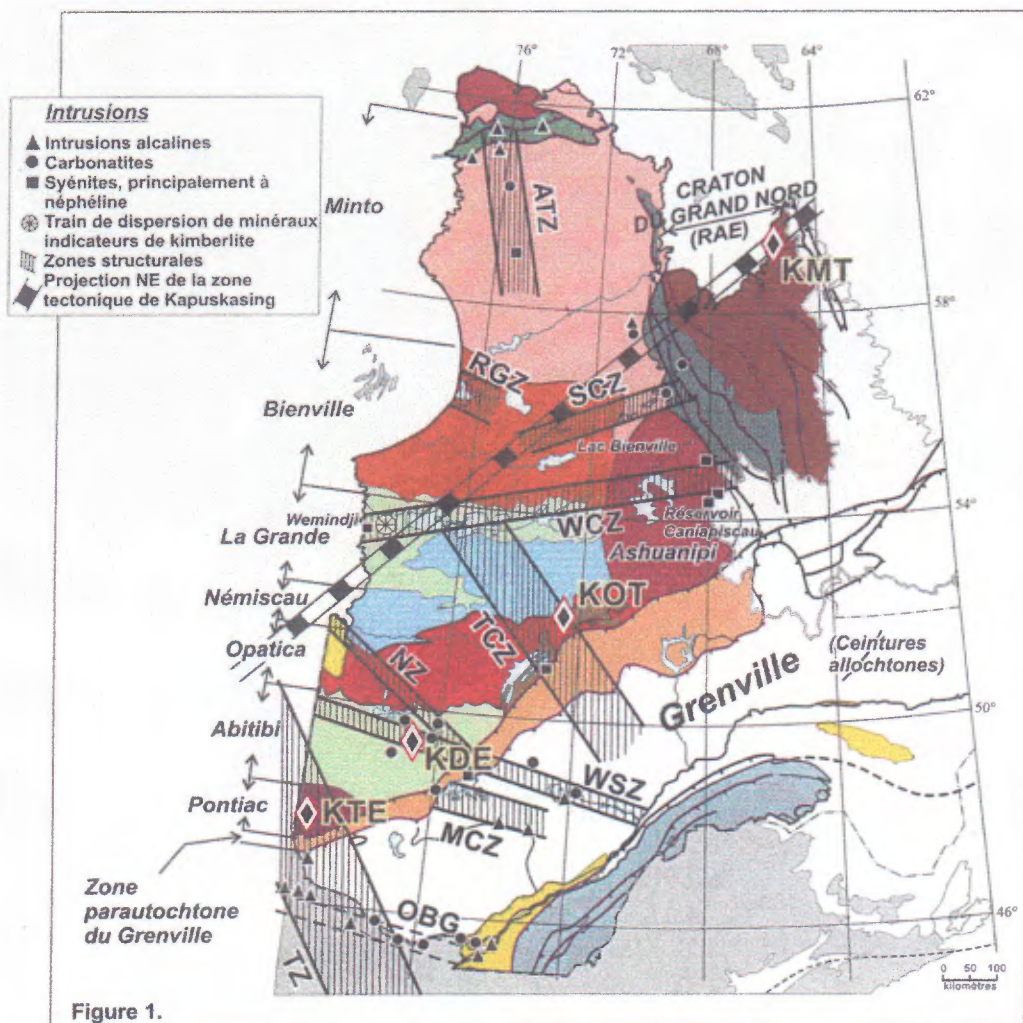 76°
72°
68°
64°
62°
Intrusions
Intrusions alcalines
Carbonatites
Syénites, principalement à
néphéline
Train de dispersion de minéraux
indicateurs de kimberlite
Zones structurales
Projection NE de la zone
tectonique de Kapuskasing
Minto
ATZ
CRATON
DU GRAND NORD
(RAE)
KMT
58°
RGZ
SCZ
Bienville
Lac Bienville
Wemindji
La Grande
WCZ
Réservoir
Caniapiscau
54°
Ashuanipi
Némiscau
KOT
Opatica
NZ
TCZ
(Ceintures
allochtones)
Grenville
Abitibi
50°
KDE
WSZ
Pontiac
KTE
MCZ
Zone
parautochtone
du Grenville
OBG
46°
TZ
0 50 100
kilomètres
Figure 1.